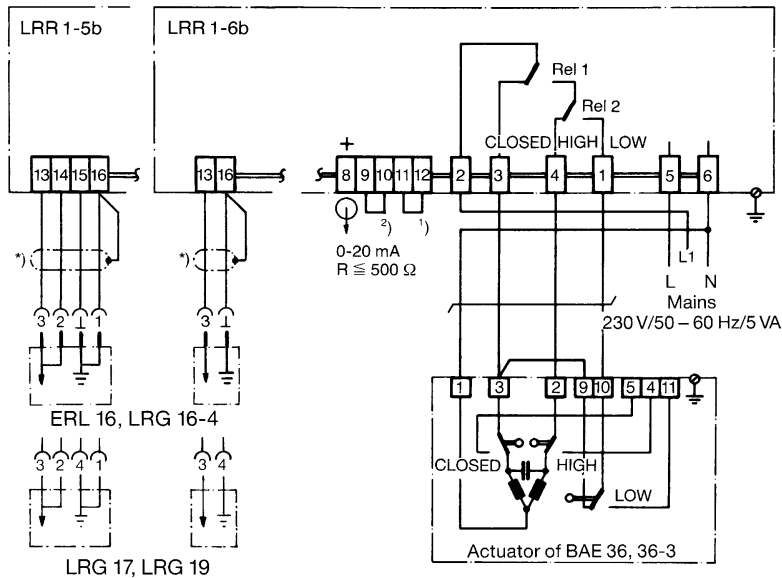 LRR 1-5b
LRR 1-6b
Rel 1
Rel 2
CLOSED HIGH LOW
+
13 14 15 16
13 16
8 9 10 11 12 2 3 4 1 5 6
2) 1)
*)
*)
0-20 mA
R ≦ 500 Ω
L1
L N
Mains
230 V/50 – 60 Hz/5 VA
3 2 ⊥ 1
3 ⊥
1 3 2 9 10 5 4 11
ERL 16, LRG 16-4
3 2 4 1
3 4
CLOSED HIGH
LOW
Actuator of BAE 36, 36-3
LRG 17, LRG 19